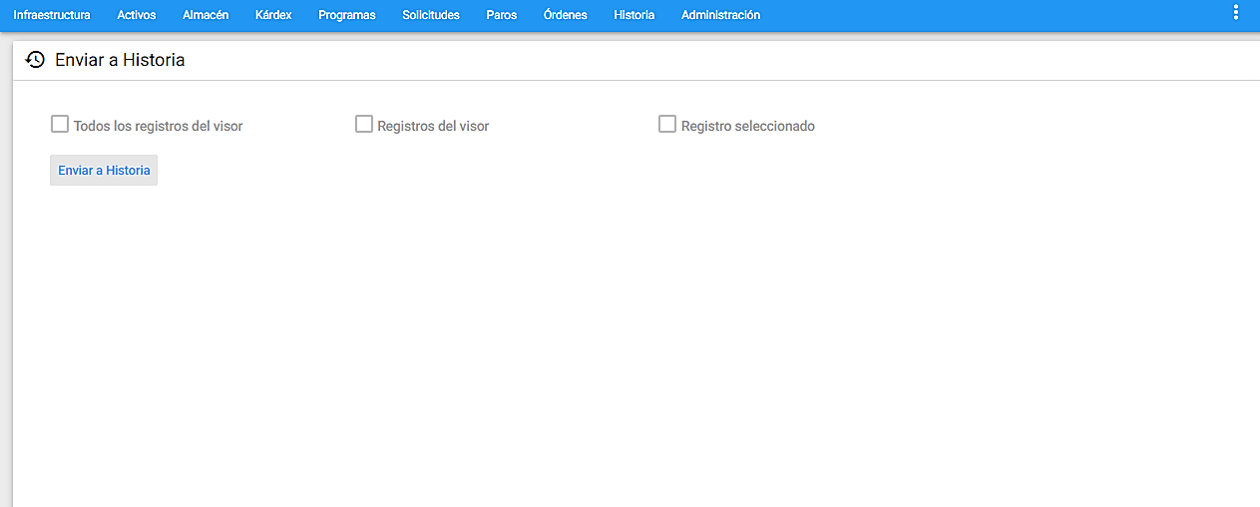 Infraestructura Activos Almacén Kárdex Programas Solicitudes Paros Órdenes Historia Administración
Enviar a Historia
Todos los registros del visor Registros del visor Registro seleccionado
Enviar a Historia